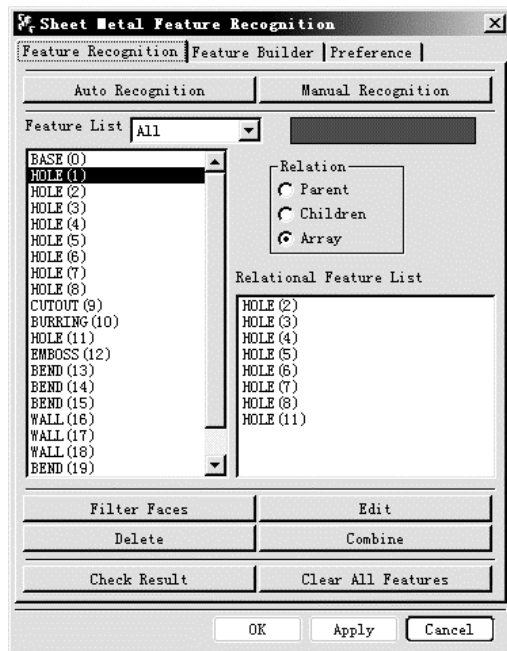 Sheet Metal Feature Recognition
Feature Recognition Feature Builder Preference
Auto Recognition Manual Recognition
Feature List All
BASE(0)
HOLE(1)
HOLE(2)
HOLE(3)
HOLE(4)
HOLE(5)
HOLE(6)
HOLE(7)
HOLE(8)
CUTOUT(9)
BURRING(10)
HOLE(11)
EMBOSS(12)
BEND(13)
BEND(14)
BEND(15)
WALL(16)
WALL(17)
WALL(18)
BEND(19)
Relation
Parent
Children
Array
Relational Feature List
HOLE(2)
HOLE(3)
HOLE(4)
HOLE(5)
HOLE(6)
HOLE(7)
HOLE(8)
HOLE(11)
Filter Faces Edit
Delete Combine
Check Result Clear All Features
OK Apply Cancel